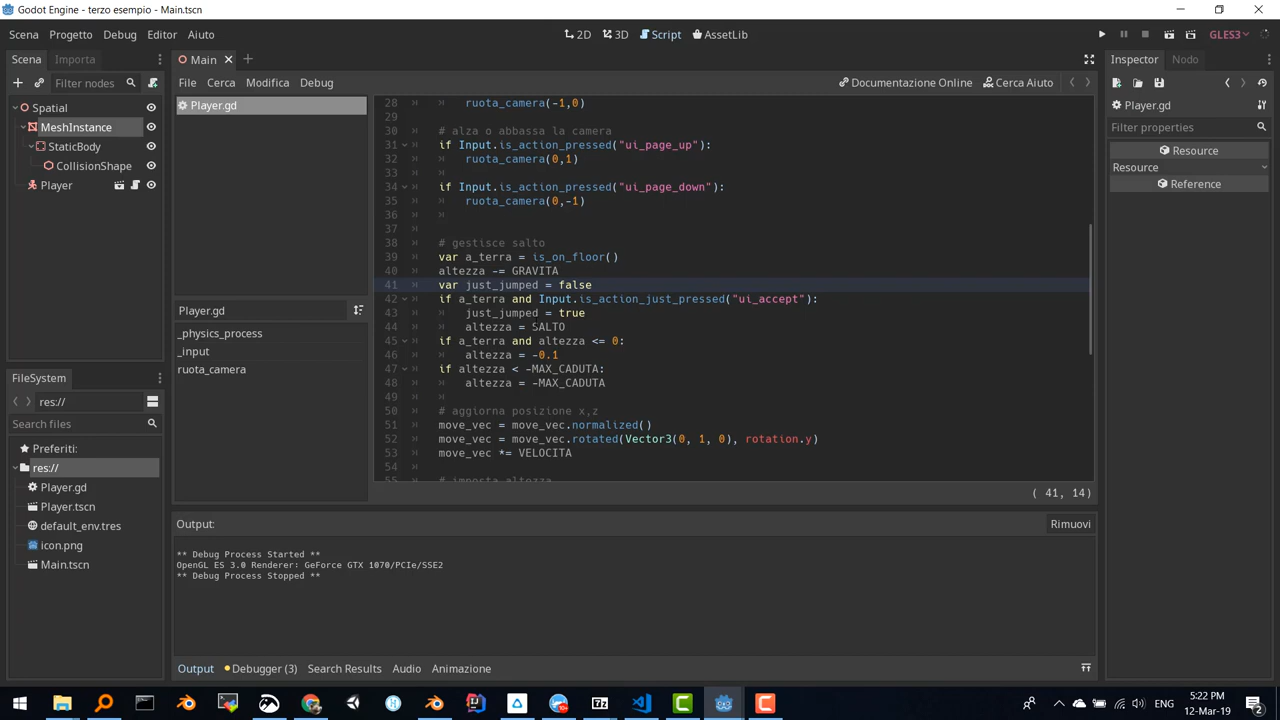 Godot Engine - terzo esempio - Main.tscn
Scena Progetto Debug Editor Aiuto
2D 3D Script AssetLib
GLES3
Scena Importa
Filter nodes
Spatial
MeshInstance
StaticBody
CollisionShape
Player
FileSystem
res://
Search files
Preferiti:
res://
Player.gd
Player.tscn
default_env.tres
icon.png
Main.tscn
Main
File Cerca Modifica Debug
Documentazione Online Cerca Aiuto
Player.gd
Player.gd
_physics_process
_input
ruota_camera
28 ruota_camera(-1,0)
29
30 # alza o abbassa la camera
31 if Input.is_action_pressed("ui_page_up"):
32 ruota_camera(0,1)
33
34 if Input.is_action_pressed("ui_page_down"):
35 ruota_camera(0,-1)
36
38 # gestisce salto
39 var a_terra = is_on_floor()
40 altezza -= GRAVITA
41 var just_jumped = false
42 if a_terra and Input.is_action_just_pressed("ui_accept"):
43 just_jumped = true
44 altezza = SALTO
45 if a_terra and altezza <= 0:
46 altezza = -0.1
47 if altezza < -MAX_CADUTA:
48 altezza = -MAX_CADUTA
49
50 # aggiorna posizione x,z
51 move_vec = move_vec.normalized()
52 move_vec = move_vec.rotated(Vector3(0, 1, 0), rotation.y)
53 move_vec *= VELOCITA
54
55 # imposta altezza
( 41, 14)
Output:
Rimuovi
** Debug Process Started **
OpenGL ES 3.0 Renderer: GeForce GTX 1070/PCIe/SSE2
** Debug Process Stopped **
Output Debugger (3) Search Results Audio Animazione
Inspector Nodo
Player.gd
Filter properties
Resource
Resource
Reference
ENG
5:22 PM
12-Mar-19
2